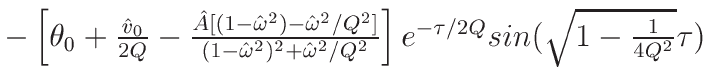 $-\left[\theta_0 + \frac{\hat{v}_0}{2Q} - \frac{\hat{A}[(1-\hat{\omega}^2)-\hat{\omega}^2/Q^2]}{(1-\hat{\omega}^2)^2+\hat{\omega}^2/Q^2}\right] e^{-\tau/2Q} sin(\sqrt{1-\frac{1}{4Q^2}}\tau)$